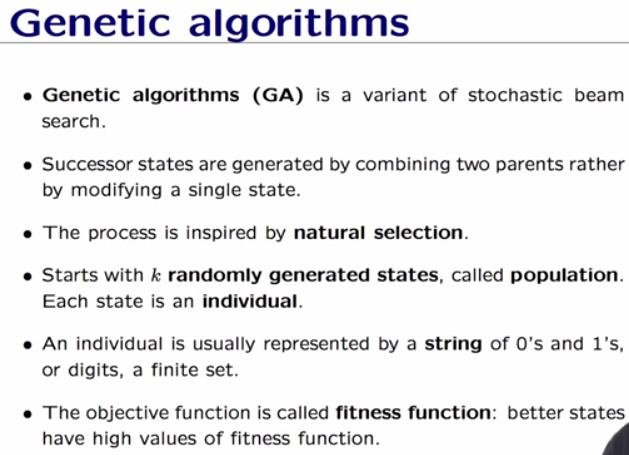 Genetic algorithms
• Genetic algorithms (GA) is a variant of stochastic beam
search.
• Successor states are generated by combining two parents rather
by modifying a single state.
• The process is inspired by natural selection.
• Starts with k randomly generated states, called population.
Each state is an individual.
• An individual is usually represented by a string of 0's and 1's,
or digits, a finite set.
• The objective function is called fitness function: better states
have high values of fitness function.